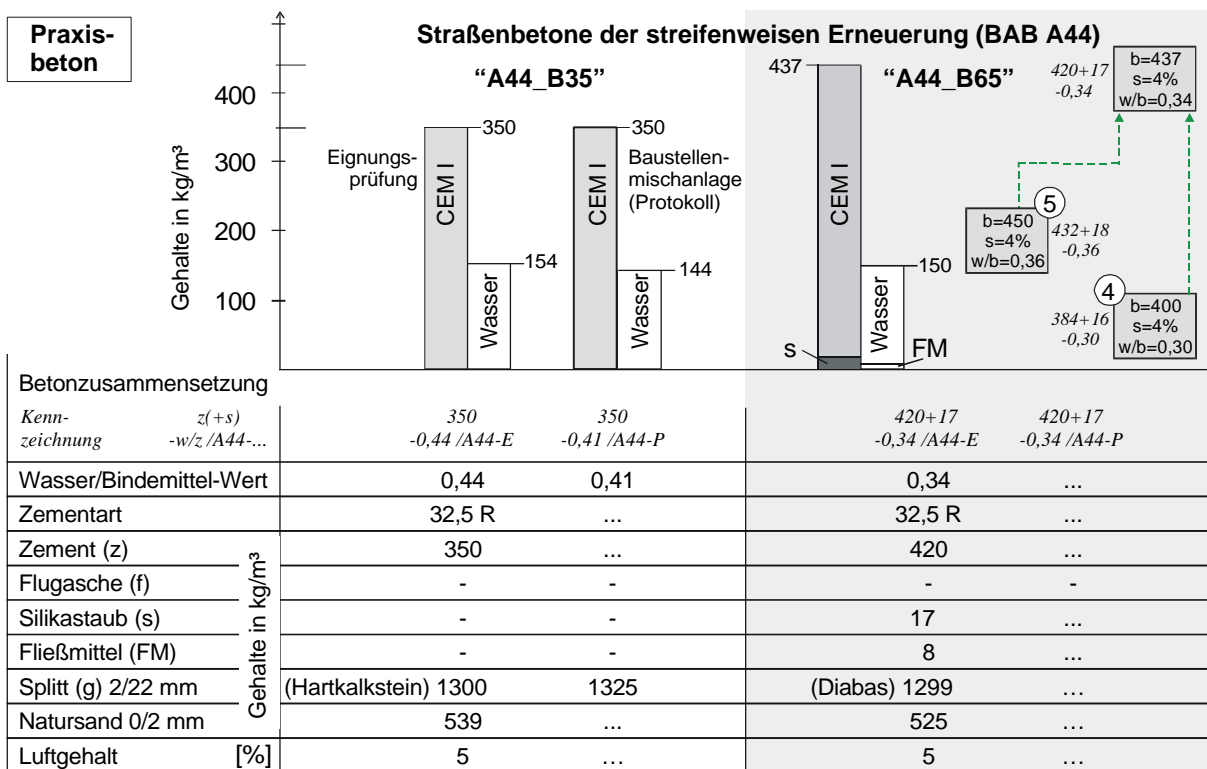 Praxis-
beton
Straßenbetone der streifenweisen Erneuerung (BAB A44)
“A44_B35”
“A44_B65”
Gehalte in kg/m³
400
300
200
100
Eignungs-
prüfung
CEM I
350
Wasser
154
CEM I
350
Baustellen-
mischanlage
(Protokoll)
Wasser
144
437
CEM I
s
Wasser
150
FM
420+17
-0,34
b=437
s=4%
w/b=0,34
5
b=450
s=4%
w/b=0,36
432+18
-0,36
4
384+16
-0,30
b=400
s=4%
w/b=0,30
Betonzusammensetzung
Kenn- z(+s) 350 350 420+17 420+17
zeichnung -w/z /A44-... -0,44 /A44-E -0,41 /A44-P -0,34 /A44-E -0,34 /A44-P
Wasser/Bindemittel-Wert 0,44 0,41 0,34 ...
Zementart 32,5 R ... 32,5 R ...
Gehalte in kg/m³
Zement (z) 350 ... 420 ...
Flugasche (f) - - - -
Silikastaub (s) - - 17 ...
Fließmittel (FM) - - 8 ...
Splitt (g) 2/22 mm (Hartkalkstein) 1300 1325 (Diabas) 1299 ...
Natursand 0/2 mm 539 ... 525 ...
Luftgehalt [%] 5 ... 5 ...